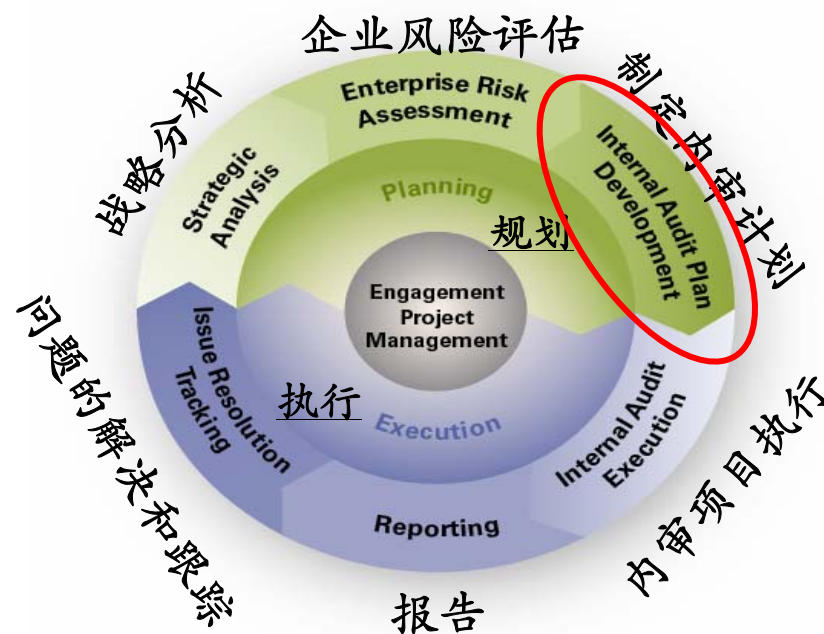 企业风险评估
Enterprise Risk
Assessment
制定内审计划
Internal Audit Plan
Development
战略分析
Strategic
Analysis
Planning
规划
Engagement
Project
Management
执行
Execution
问题的解决和跟踪
Issue Resolution
Tracking
内审项目执行
Internal Audit
Execution
Reporting
报告